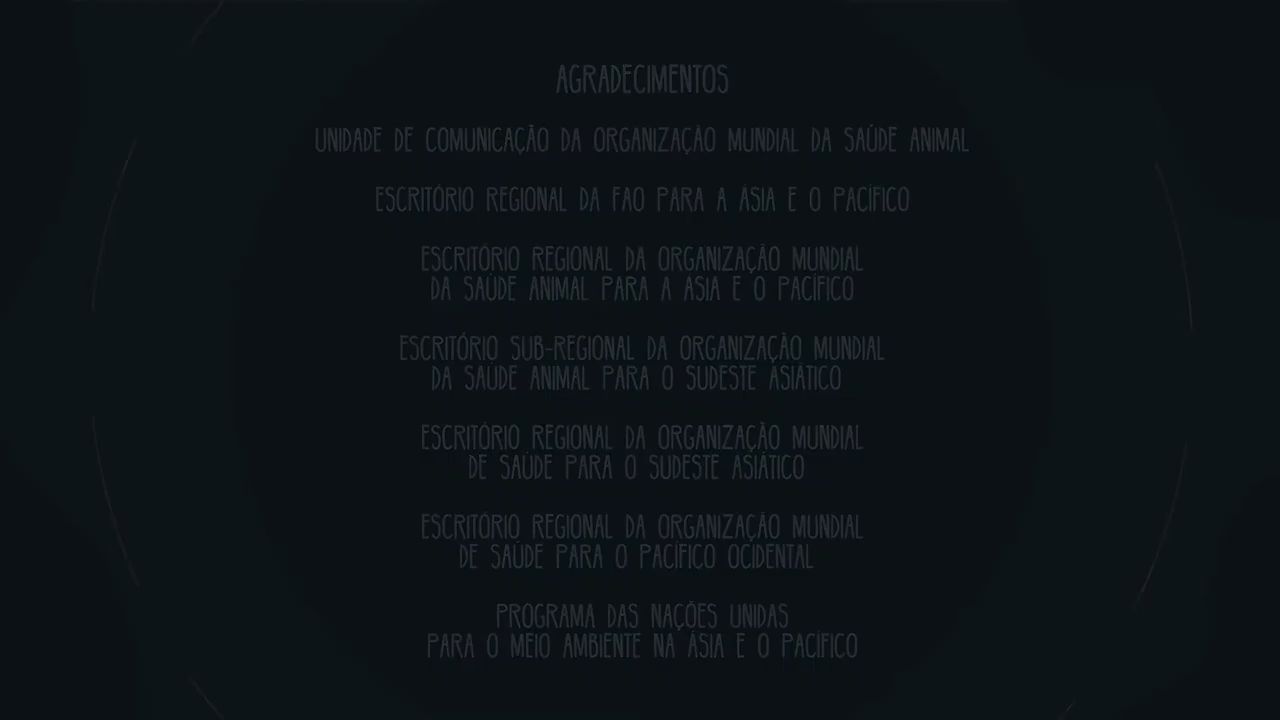 AGRADECIMENTOS
UNIDADE DE COMUNICAÇÃO DA ORGANIZAÇÃO MUNDIAL DA SAÚDE ANIMAL
ESCRITÓRIO REGIONAL DA FAO PARA A ÁSIA E O PACÍFICO
ESCRITÓRIO REGIONAL DA ORGANIZAÇÃO MUNDIAL
DA SAÚDE ANIMAL PARA A ÁSIA E O PACÍFICO
ESCRITÓRIO SUB-REGIONAL DA ORGANIZAÇÃO MUNDIAL
DA SAÚDE ANIMAL PARA O SUDESTE ASIÁTICO
ESCRITÓRIO REGIONAL DA ORGANIZAÇÃO MUNDIAL
DE SAÚDE PARA O SUDESTE ASIÁTICO
ESCRITÓRIO REGIONAL DA ORGANIZAÇÃO MUNDIAL
DE SAÚDE PARA O PACÍFICO OCIDENTAL
PROGRAMA DAS NAÇÕES UNIDAS
PARA O MEIO AMBIENTE NA ÁSIA E O PACÍFICO